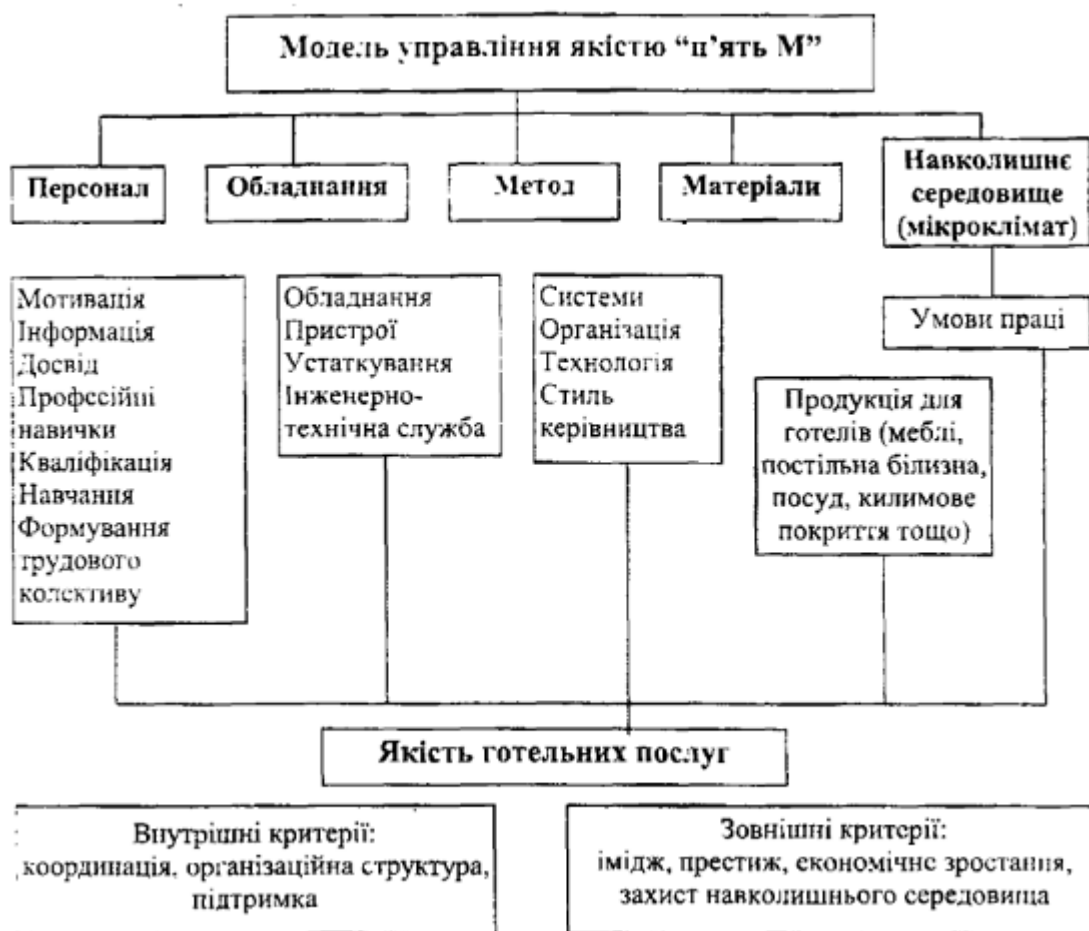 Модель управління якістю “п’ять М”
Персонал
Обладнання
Метод
Матеріали
Навколишнє
середовище
(мікроклімат)
Мотивація
Інформація
Досвід
Професійні
навички
Кваліфікація
Навчання
Формування
трудового
колективу
Обладнання
Пристрої
Устаткування
Інженерно-
технічна служба
Системи
Організація
Технологія
Стиль
керівництва
Продукція для
готелів (меблі,
постільна білизна,
посуд, килимове
покриття тощо)
Умови праці
Якість готельних послуг
Внутрішні критерії:
координація, організаційна структура,
підтримка
Зовнішні критерії:
імідж, престиж, економічне зростання,
захист навколишнього середовища